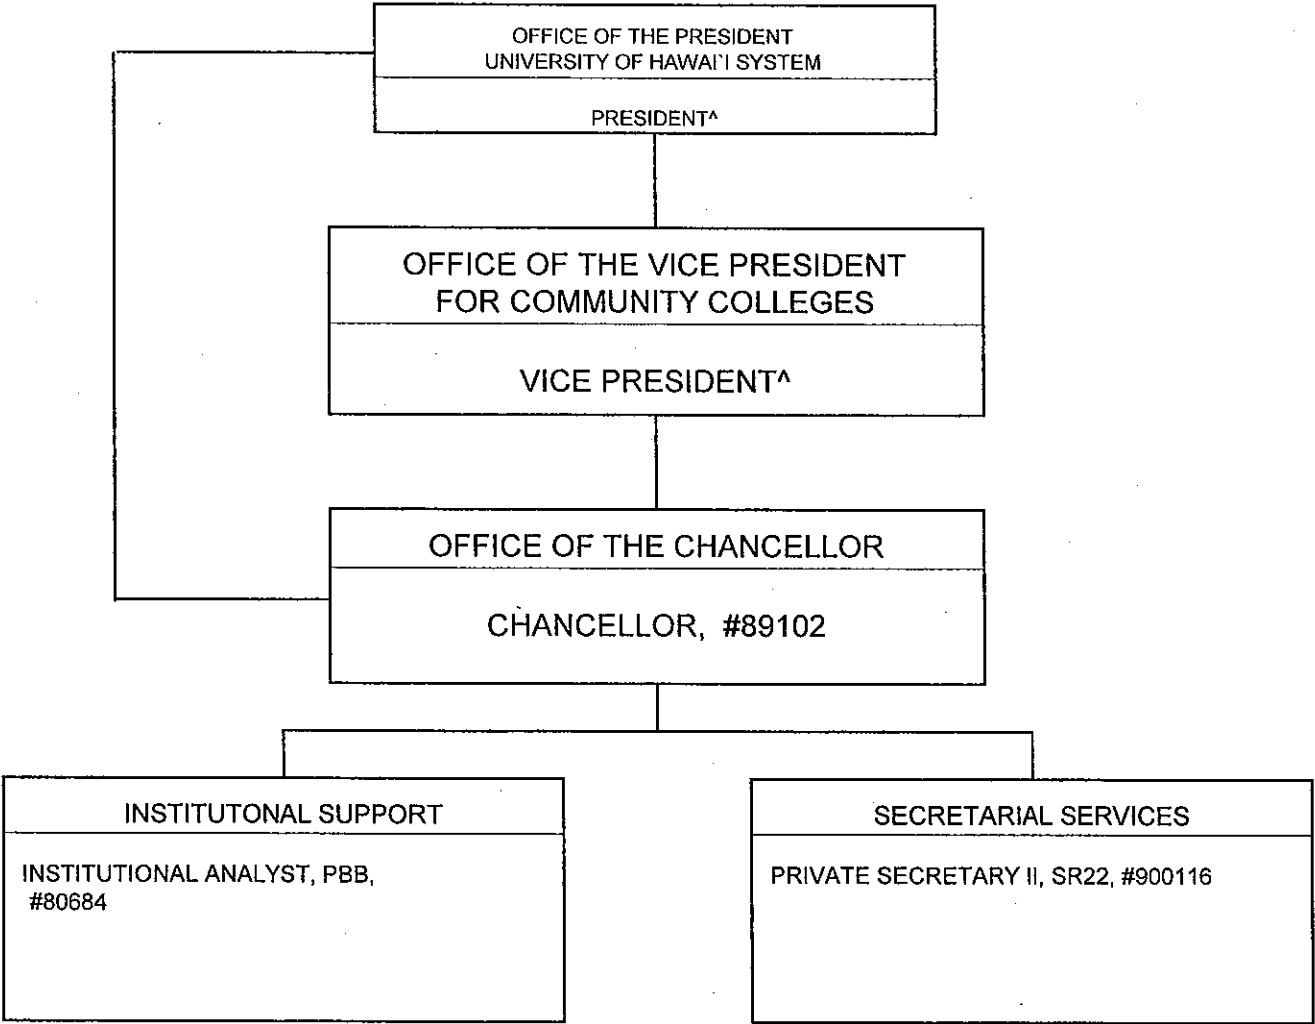 OFFICE OF THE PRESIDENT
UNIVERSITY OF HAWAI`I SYSTEM
PRESIDENT^
OFFICE OF THE VICE PRESIDENT
FOR COMMUNITY COLLEGES
VICE PRESIDENT^
OFFICE OF THE CHANCELLOR
CHANCELLOR, #89102
INSTITUTONAL SUPPORT
INSTITUTIONAL ANALYST, PBB,
#80684
SECRETARIAL SERVICES
PRIVATE SECRETARY II, SR22, #900116